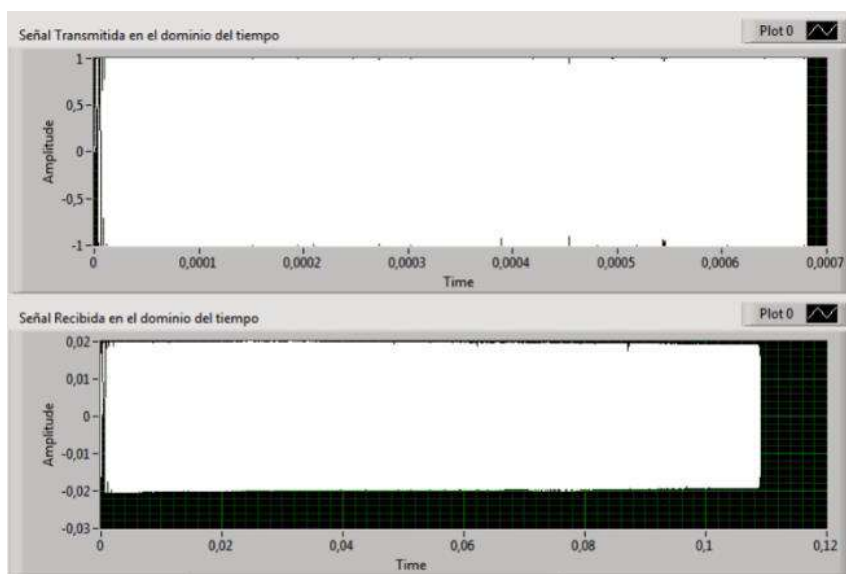 Señal Transmitida en el dominio del tiempo
Plot 0
1
0,5
0
-0,5
-1
Amplitude
0 0,0001 0,0002 0,0003 0,0004 0,0005 0,0006 0,0007
Time
Señal Recibida en el dominio del tiempo
Plot 0
0,02
0,01
0
-0,01
-0,02
-0,03
Amplitude
0 0,02 0,04 0,06 0,08 0,1 0,12
Time